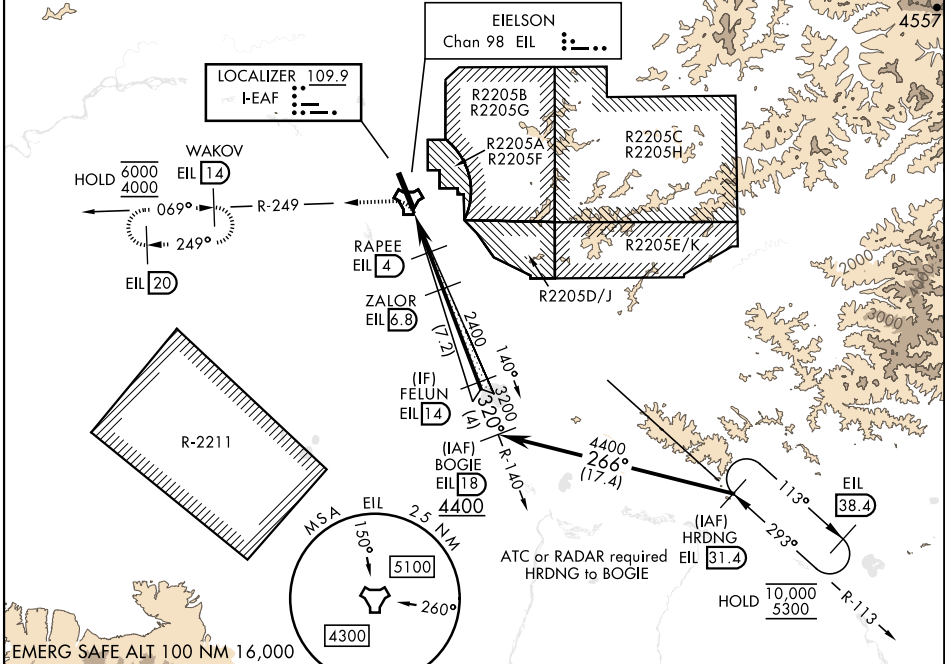 4557
EIELSON
Chan 98 EIL
LOCALIZER 109.9
I-EAF
R2205B
R2205G
R2205A
R2205F
R2205C
R2205H
R2205E/K
R2205D/J
WAKOV
EIL 14
HOLD 6000
4000
069°
R-249
249°
EIL 20
RAPEE
EIL 4
ZALOR
EIL 6.8
2400
(7.2)
140°
2000
3000
(IF)
FELUN
EIL 14
3200
320°
(4)
(IAF)
BOGIE
EIL 18
4400
R-140
4400
266°
(17.4)
R-2211
113°
EIL
38.4
293°
(IAF)
HRDNG
EIL 31.4
ATC or RADAR required
HRDNG to BOGIE
HOLD 10,000
5300
R-113
MSA EIL 25 NM
150°
5100
260°
4300
EMERG SAFE ALT 100 NM 16,000